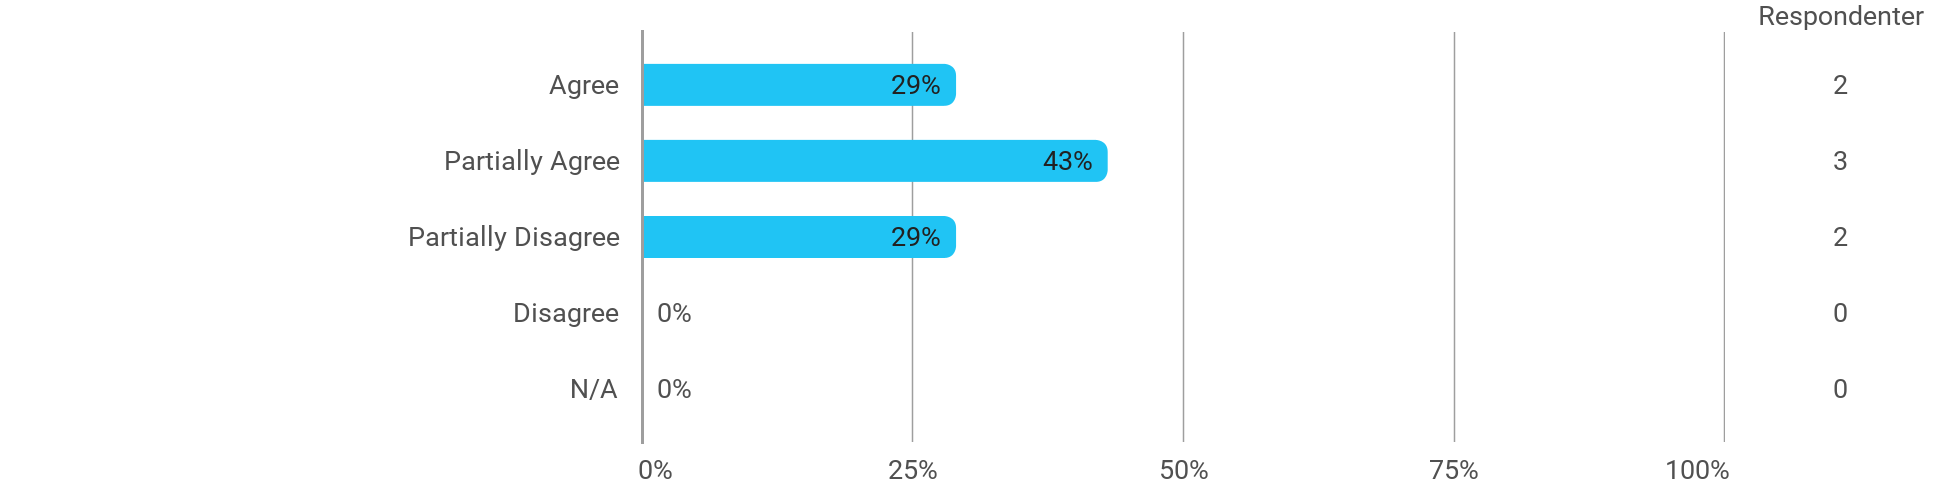 Respondenter
Agree 29% 2
Partially Agree 43% 3
Partially Disagree 29% 2
Disagree 0% 0
N/A 0% 0
0% 25% 50% 75% 100%